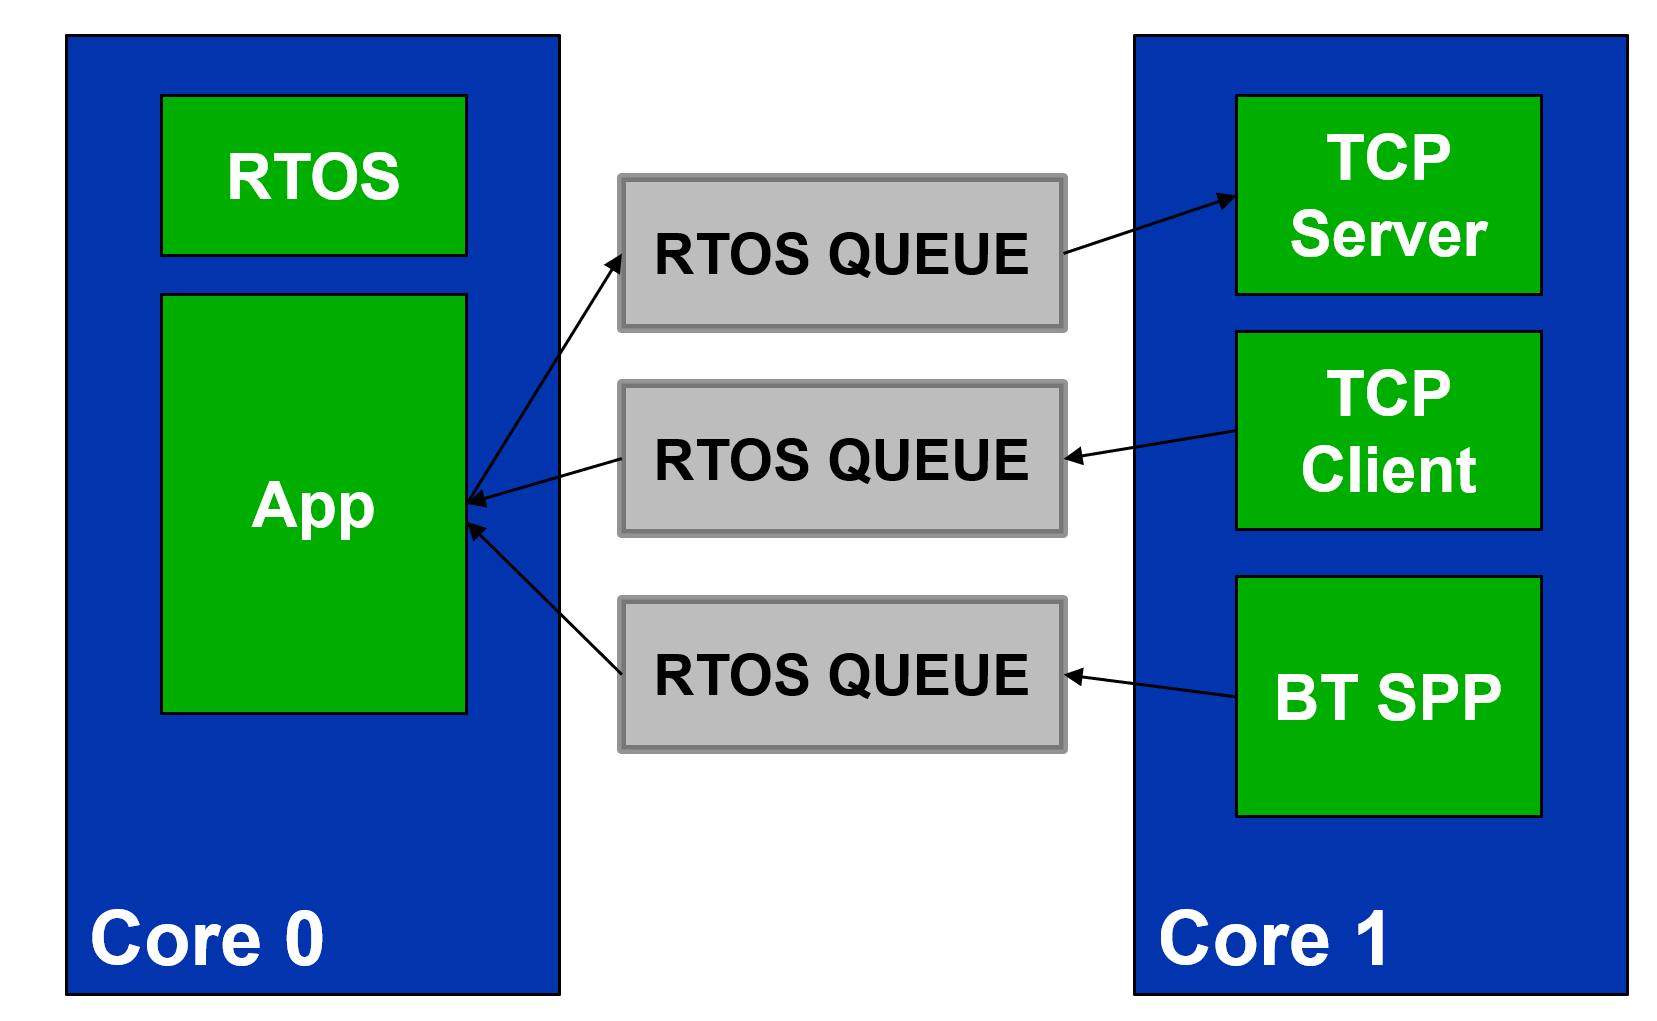 RTOS
App
Core 0
RTOS QUEUE
RTOS QUEUE
RTOS QUEUE
TCP
Server
TCP
Client
BT SPP
Core 1